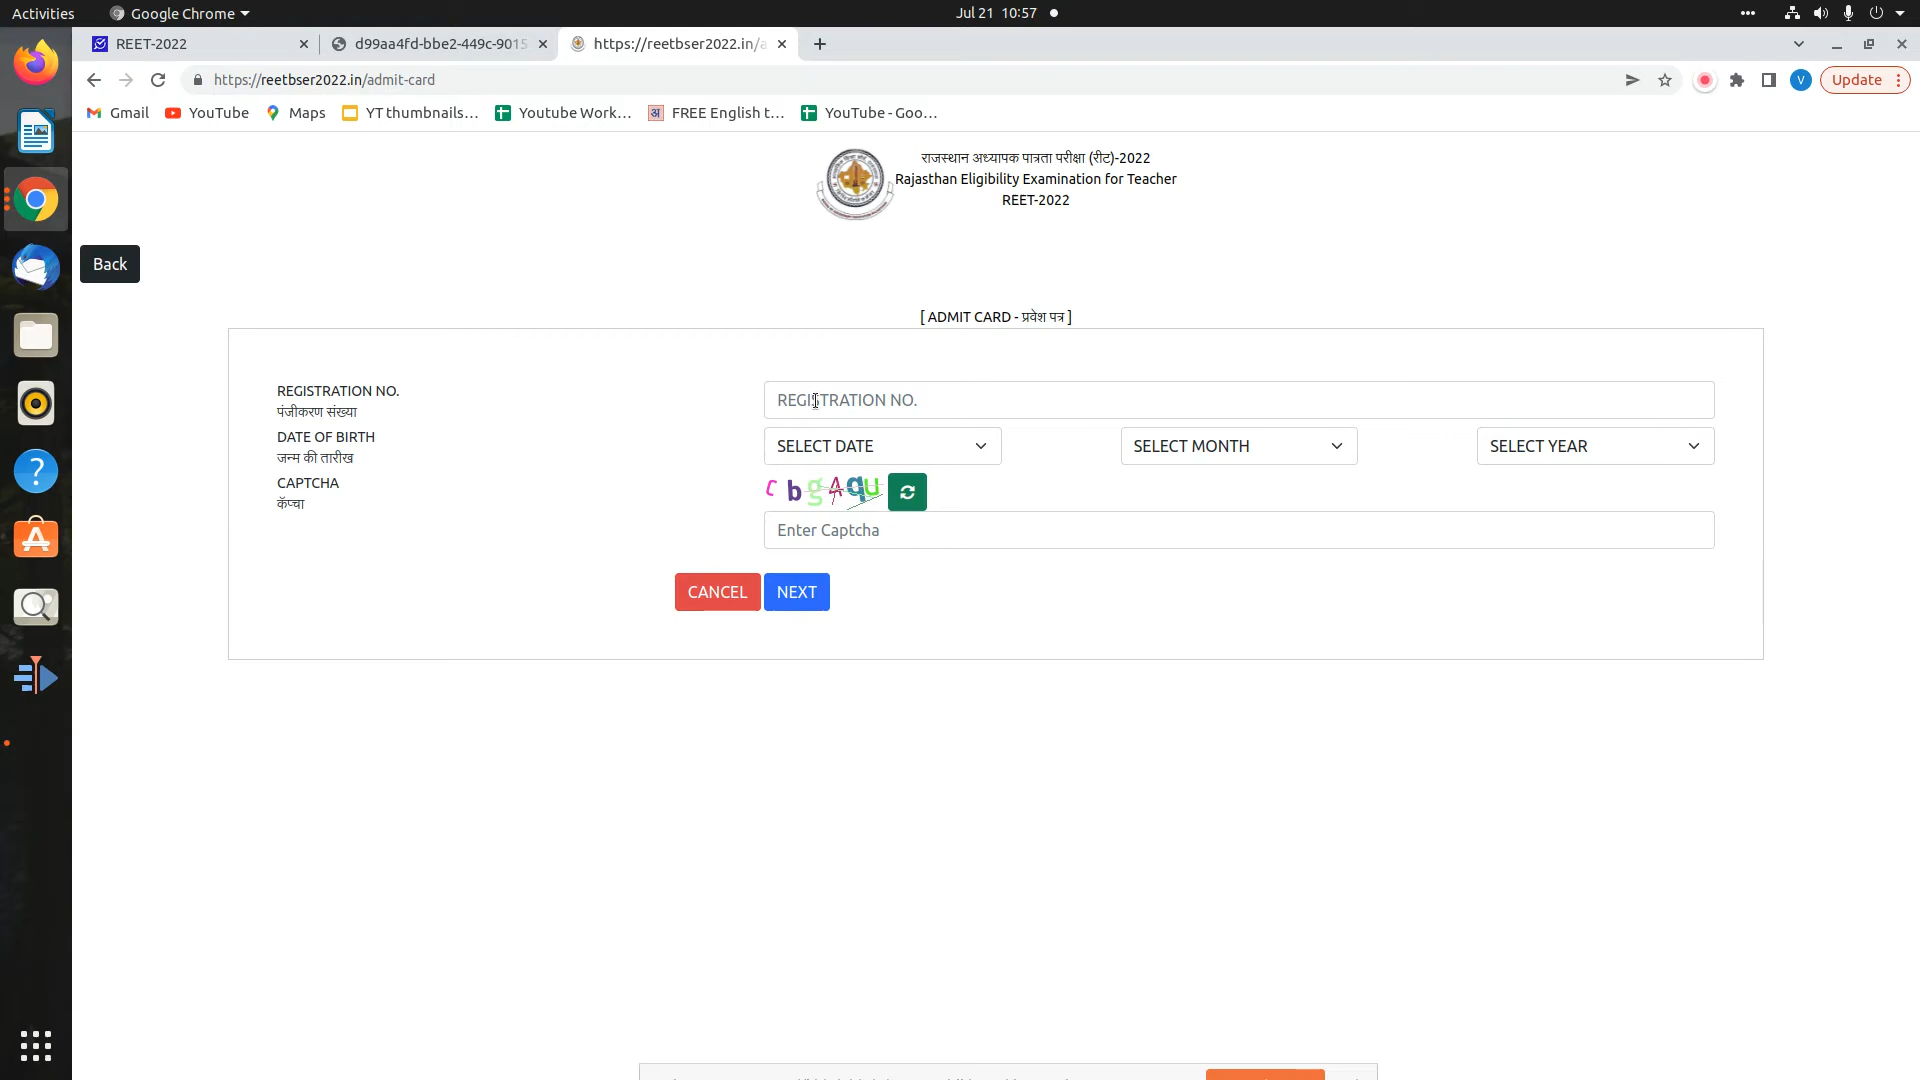 Activities Google Chrome Jul 21 10:57
REET-2022 d99aa4fd-bbe2-449c-9015 https://reetbser2022.in/a
https://reetbser2022.in/admit-card V Update
Gmail YouTube Maps YT thumbnails... Youtube Work... अ FREE English t... YouTube - Goo...
राजस्थान अध्यापक पात्रता परीक्षा (रीट)-2022
Rajasthan Eligibility Examination for Teacher
REET-2022
Back
[ ADMIT CARD - प्रवेश पत्र ]
REGISTRATION NO. REGISTRATION NO.
पंजीकरण संख्या
DATE OF BIRTH SELECT DATE SELECT MONTH SELECT YEAR
जन्म की तारीख
CAPTCHA CbgAqu
कॅप्चा
Enter Captcha
CANCEL NEXT